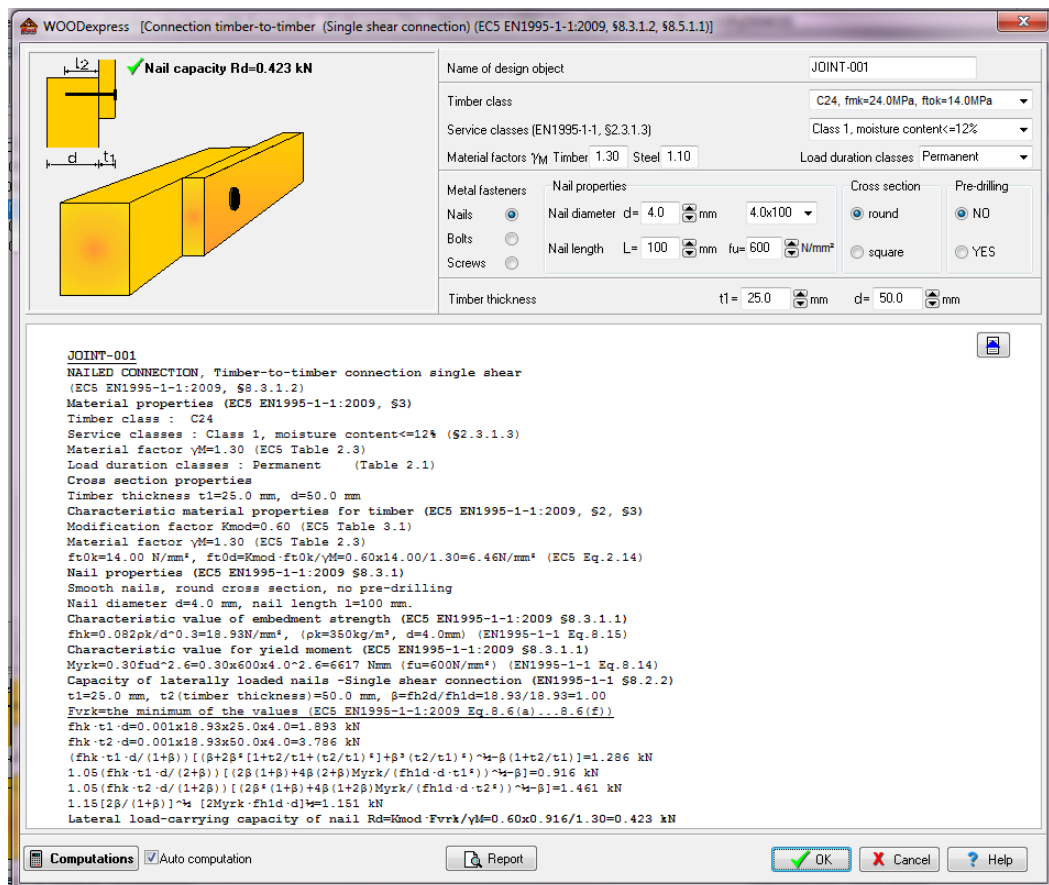 WOODexpress [Connection timber-to-timber (Single shear connection) (EC5 EN1995-1-1:2009, §8.3.1.2, §8.5.1.1)]
l2
Nail capacity Rd=0.423 kN
d t1
Name of design object JOINT-001
Timber class C24, fmk=24.0MPa, ftok=14.0MPa
Service classes (EN1995-1-1, §2.3.1.3) Class 1, moisture content<=12%
Material factors γM Timber 1.30 Steel 1.10 Load duration classes Permanent
Metal fasteners Nail properties Cross section Pre-drilling
Nails Nail diameter d= 4.0 mm 4.0x100 round NO
Bolts
Nail length L= 100 mm fu= 600 N/mm² square YES
Screws
Timber thickness t1= 25.0 mm d= 50.0 mm
JOINT-001
NAILED CONNECTION, Timber-to-timber connection single shear
(EC5 EN1995-1-1:2009, §8.3.1.2)
Material properties (EC5 EN1995-1-1:2009, §3)
Timber class : C24
Service classes : Class 1, moisture content<=12% (§2.3.1.3)
Material factor γM=1.30 (EC5 Table 2.3)
Load duration classes : Permanent (Table 2.1)
Cross section properties
Timber thickness t1=25.0 mm, d=50.0 mm
Characteristic material properties for timber (EC5 EN1995-1-1:2009, §2, §3)
Modification factor Kmod=0.60 (EC5 Table 3.1)
Material factor γM=1.30 (EC5 Table 2.3)
ft0k=14.00 N/mm², ft0d=Kmod·ft0k/γM=0.60x14.00/1.30=6.46N/mm² (EC5 Eq.2.14)
Nail properties (EC5 EN1995-1-1:2009 §8.3.1)
Smooth nails, round cross section, no pre-drilling
Nail diameter d=4.0 mm, nail length l=100 mm.
Characteristic value of embedment strength (EC5 EN1995-1-1:2009 §8.3.1.1)
fhk=0.082ρk/d^0.3=18.93N/mm², (ρk=350kg/m³, d=4.0mm) (EN1995-1-1 Eq.8.15)
Characteristic value for yield moment (EC5 EN1995-1-1:2009 §8.3.1.1)
Myrk=0.30fud^2.6=0.30x600x4.0^2.6=6617 Nmm (fu=600N/mm²) (EN1995-1-1 Eq.8.14)
Capacity of laterally loaded nails -Single shear connection (EN1995-1-1 §8.2.2)
t1=25.0 mm, t2(timber thickness)=50.0 mm, β=fh2d/fh1d=18.93/18.93=1.00
Fvrk=the minimum of the values (EC5 EN1995-1-1:2009 Eq.8.6(a)...8.6(f))
fhk·t1·d=0.001x18.93x25.0x4.0=1.893 kN
fhk·t2·d=0.001x18.93x50.0x4.0=3.786 kN
(fhk·t1·d/(1+β))[(β+2β²[1+t2/t1+(t2/t1)²]+β³(t2/t1)²)^½-β(1+t2/t1)]=1.286 kN
1.05(fhk·t1·d/(2+β))[(2β(1+β)+4β(2+β)Myrk/(fh1d·d·t1²))^½-β]=0.916 kN
1.05(fhk·t2·d/(1+2β))[(2β²(1+β)+4β(1+2β)Myrk/(fh1d·d·t2²))^½-β]=1.461 kN
1.15[2β/(1+β)]^½ [2Myrk·fh1d·d]½=1.151 kN
Lateral load-carrying capacity of nail Rd=Kmod·Fvrk/γM=0.60x0.916/1.30=0.423 kN
Computations Auto computation Report OK Cancel Help